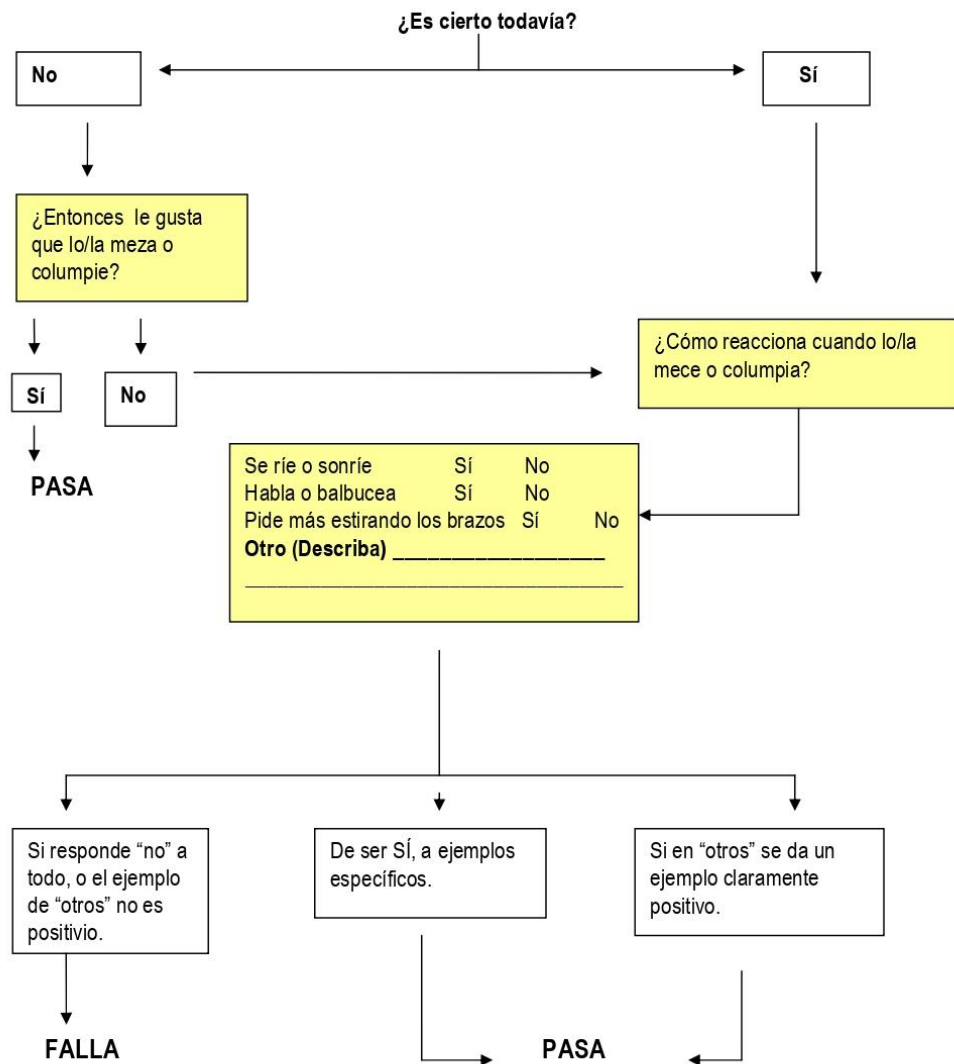 ¿Es cierto todavía?
No
Sí
¿Entonces le gusta
que lo/la meza o
columpie?
¿Cómo reacciona cuando lo/la
mece o columpia?
Sí
No
PASA
Se ríe o sonríe Sí No
Habla o balbucea Sí No
Pide más estirando los brazos Sí No
Otro (Describa) __________________
__________________________________
Si responde “no” a
todo, o el ejemplo
de “otros” no es
positivio.
De ser SÍ, a ejemplos
específicos.
Si en “otros” se da un
ejemplo claramente
positivo.
FALLA
PASA